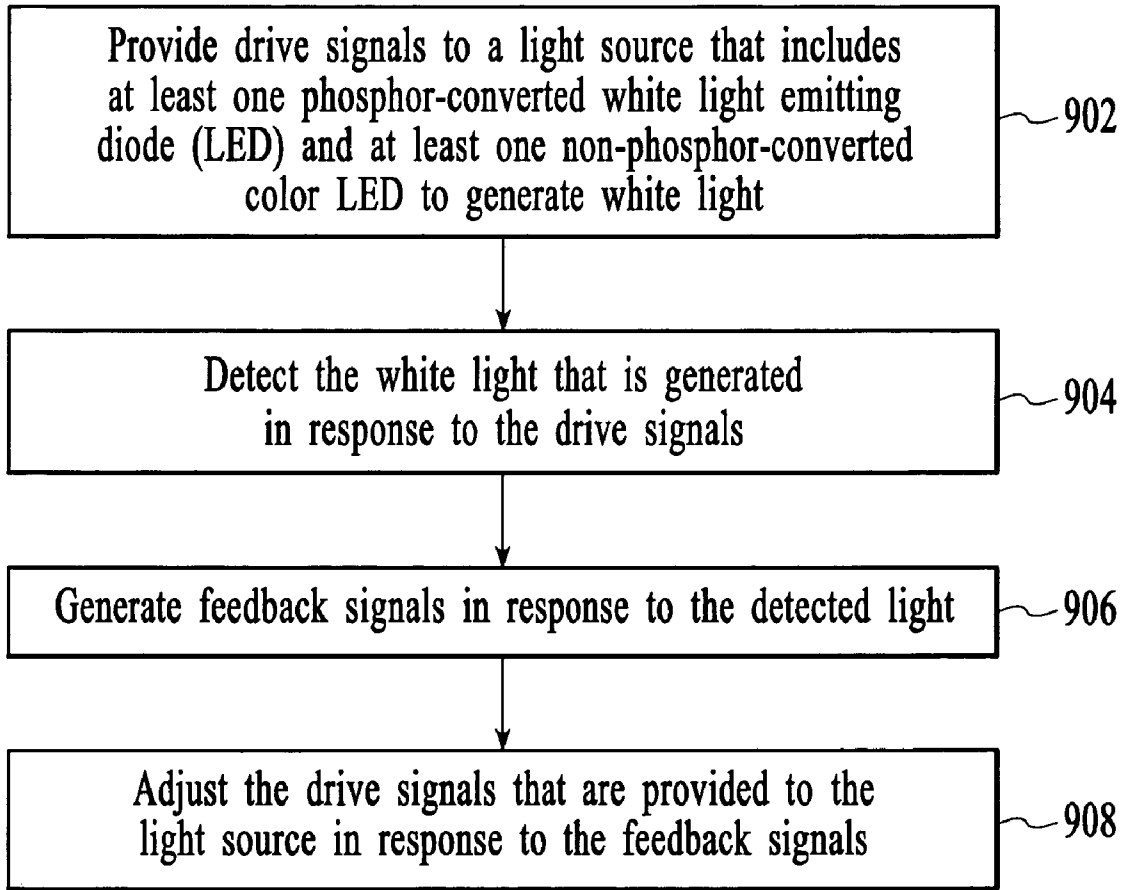 Provide drive signals to a light source that includes
at least one phosphor-converted white light emitting
diode (LED) and at least one non-phosphor-converted
color LED to generate white light
902
Detect the white light that is generated
in response to the drive signals
904
Generate feedback signals in response to the detected light
906
Adjust the drive signals that are provided to the
light source in response to the feedback signals
908